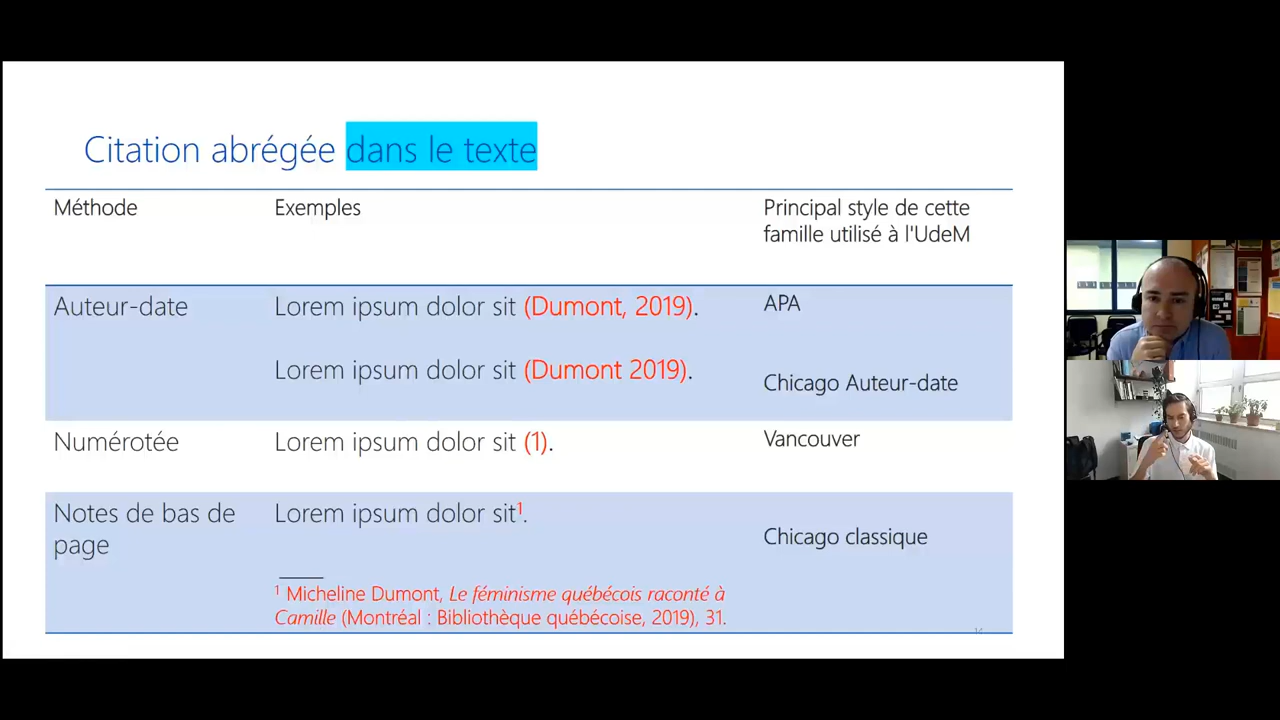 Citation abrégée dans le texte
Méthode
Exemples
Principal style de cette
famille utilisé à l'UdeM
Auteur-date
Lorem ipsum dolor sit (Dumont, 2019).
APA
Lorem ipsum dolor sit (Dumont 2019).
Chicago Auteur-date
Numérotée
Lorem ipsum dolor sit (1).
Vancouver
Notes de bas de
page
Lorem ipsum dolor sit¹.
Chicago classique
¹ Micheline Dumont, Le féminisme québécois raconté à
Camille (Montréal : Bibliothèque québécoise, 2019), 31.
14